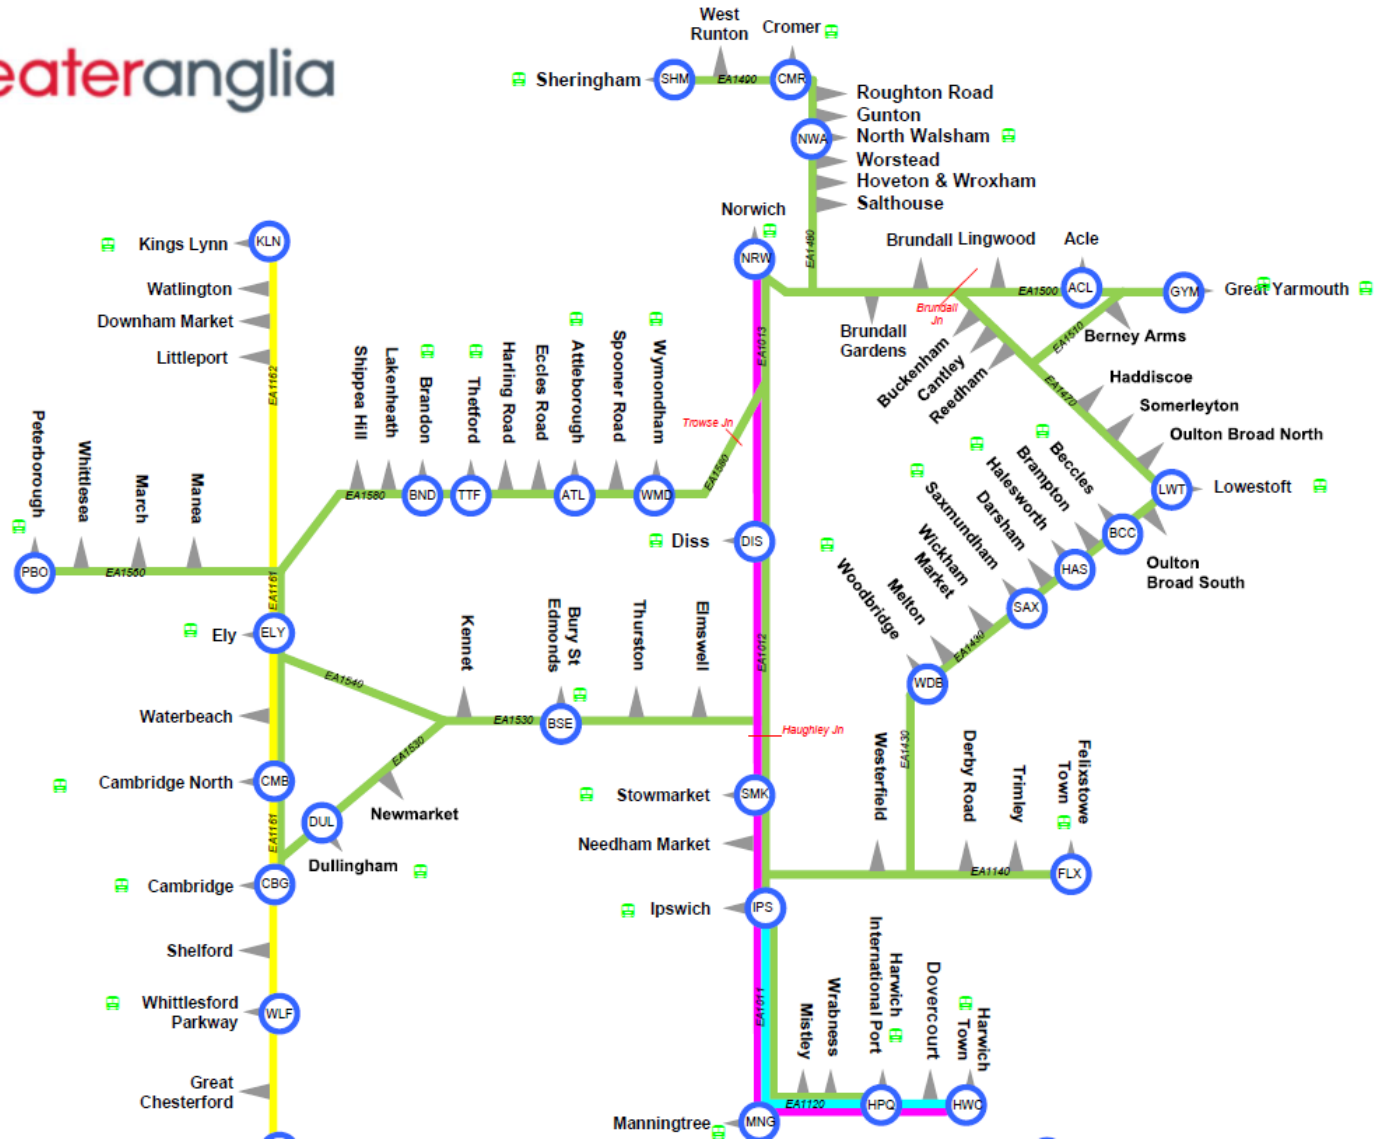 eateranglia
West
Runton
Cromer
Sheringham
SHM
EA1490
CMR
Roughton Road
Gunton
NWA
North Walsham
Worstead
Hoveton & Wroxham
Salthouse
EA1480
Norwich
NRW
Brundall
Lingwood
Acle
EA1500
ACL
GYM
Great Yarmouth
Brundall
Jn
Brundall
Gardens
EA1510
Berney Arms
Buckenham
Cantley
Reedham
EA1470
Haddiscoe
Somerleyton
Oulton Broad North
LWT
Lowestoft
Kings Lynn
KLN
Watlington
Downham Market
Littleport
EA1162
Shippea Hill
Lakenheath
Brandon
Thetford
Harling Road
Eccles Road
Attleborough
Spooner Road
Wymondham
EA1580
BND
TTF
ATL
WMD
EA1580
Trowse Jn
EA1013
Peterborough
Whittlesea
March
Manea
PBO
EA1560
EA1161
Ely
ELY
Diss
DIS
EA1012
Beccles
Brampton
Halesworth
Darsham
Saxmundham
Wickham
Market
Melton
Woodbridge
BCC
HAS
SAX
WDB
Oulton
Broad South
EA1430
EA1430
EA1540
Kennet
Bury St
Edmonds
Thurston
Elmswell
EA1530
BSE
Haughley Jn
EA1530
Newmarket
DUL
Dullingham
Waterbeach
Cambridge North
CMB
EA1161
Cambridge
CBG
Stowmarket
SMK
Needham Market
Westerfield
Derby Road
Trimley
Felixstowe
Town
EA1140
FLX
Ipswich
IPS
EA1011
Shelford
Whittlesford
Parkway
WLF
Great
Chesterford
Mistley
Wrabness
Harwich
International Port
Dovercourt
Harwich
Town
EA1120
HPQ
HWC
Manningtree
MNG